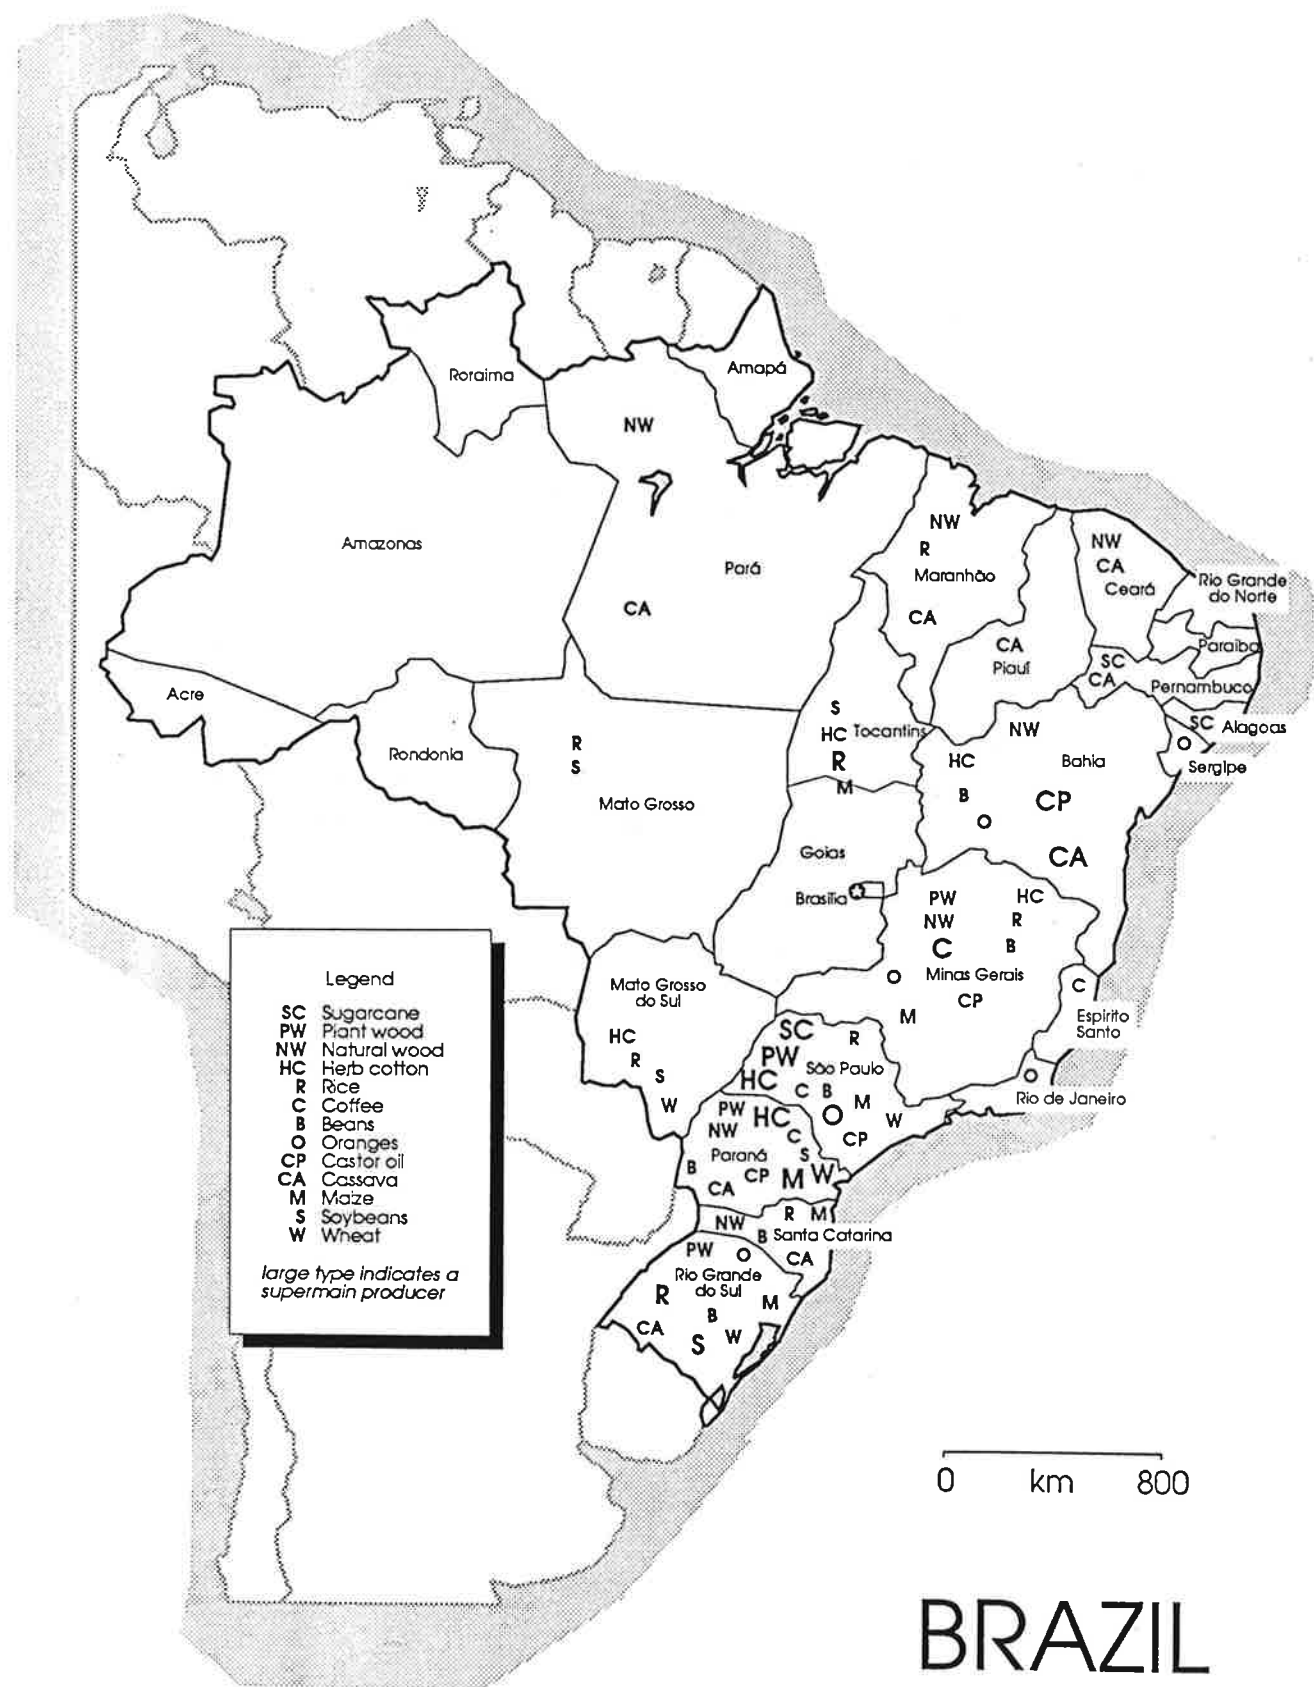 Roraima
Amapá
NW
Amazonas
Pará
CA
NW
R
Maranhão
CA
NW
CA
Ceará
Rio Grande
do Norte
Paraíba
CA
Piauí
SC
CA
Pernambuco
SC
Alagoas
O
Sergipe
Acre
Rondonia
R
S
Mato Grosso
S
HC
Tocantins
R
M
NW
HC
Bahia
B
CP
O
CA
Goias
Brasília
PW
HC
NW
R
C
B
Minas Gerais
O
CP
M
C
Espirito
Santo
O
Rio de Janeiro
Mato Grosso
do Sul
HC
R
S
W
SC
R
PW
São Paulo
HC
C
B
M
O
W
CP
PW
HC
NW
C
Paraná
S
B
CP
M
W
CA
R
M
NW
B
Santa Catarina
CA
PW
O
Rio Grande
do Sul
R
M
B
CA
S
W
Legend
SC Sugarcane
PW Plant wood
NW Natural wood
HC Herb cotton
R Rice
C Coffee
B Beans
O Oranges
CP Castor oil
CA Cassava
M Maize
S Soybeans
W Wheat
large type indicates a
supermain producer
0 km 800
BRAZIL